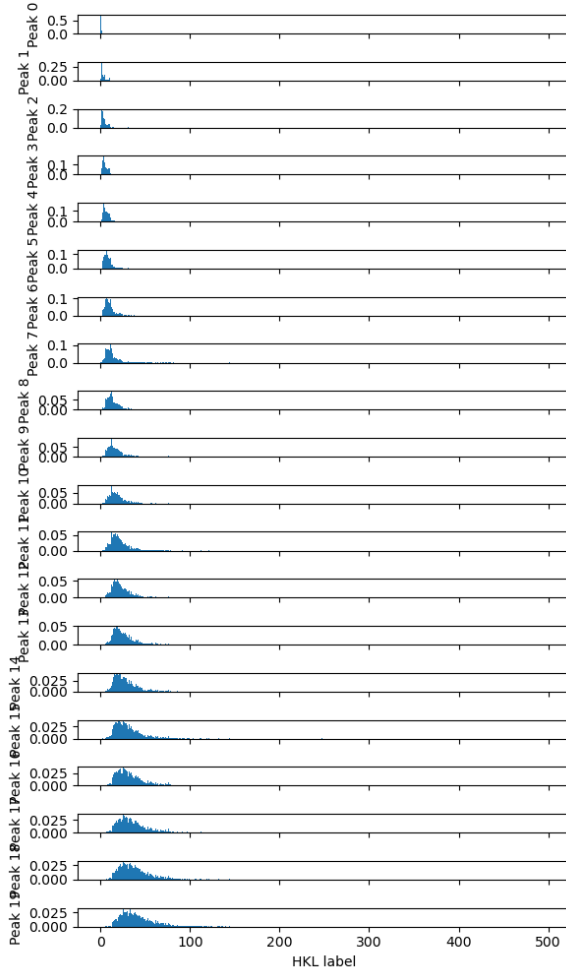 Peak 0
0.5
0.0
Peak 1
0.25
0.00
Peak 2
0.2
0.0
Peak 3
0.1
0.0
Peak 4
0.1
0.0
Peak 5
0.1
0.0
Peak 6
0.1
0.0
Peak 7
0.1
0.0
Peak 8
0.05
0.00
Peak 9
0.05
0.00
Peak 10
0.05
0.00
Peak 11
0.05
0.00
Peak 12
0.05
0.00
Peak 13
0.05
0.00
Peak 14
0.025
0.000
Peak 15
0.025
0.000
Peak 16
0.025
0.000
Peak 17
0.025
0.000
Peak 18
0.025
0.000
Peak 19
0.025
0.000
0 100 200 300 400 500
HKL label